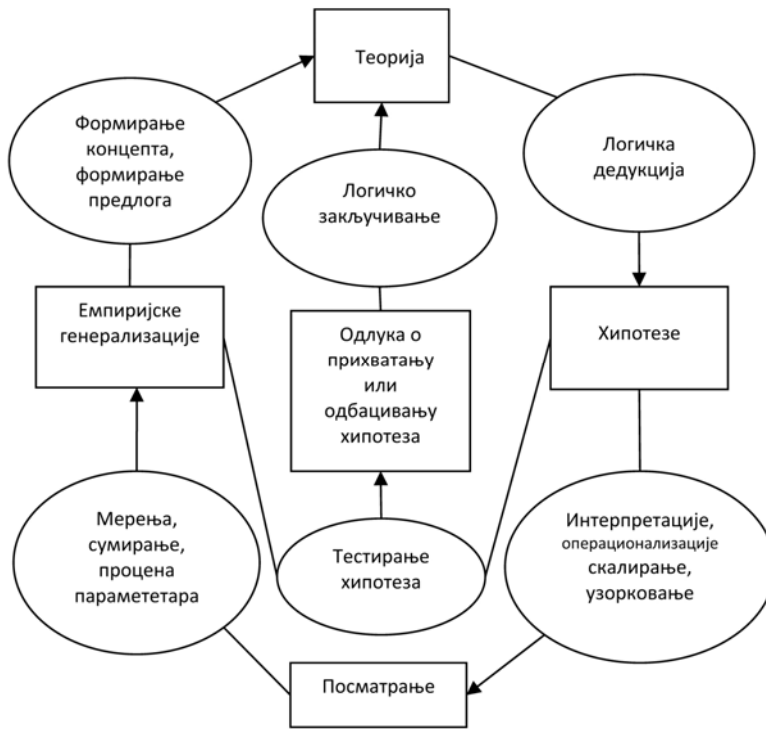 Теорија
Формирање
концепта,
формирање
предлога
Логичка
дедукција
Логичко
закључивање
Емпиријске
генерализације
Одлука о
прихватању
или
одбацивању
хипотеза
Хипотезе
Мерења,
сумирање,
процена
парамететара
Тестирање
хипотеза
Интерпретације,
операционализације
скалирање,
узорковање
Посматрање